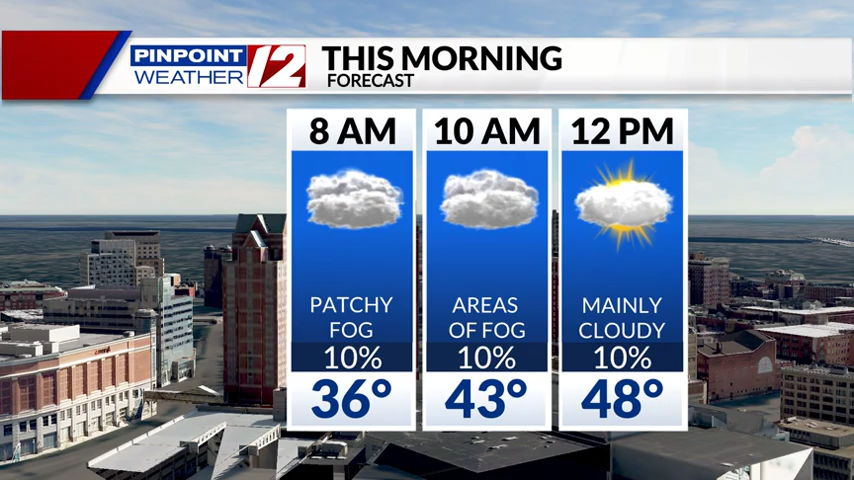 PINPOINT
WEATHER 12
THIS MORNING
FORECAST
8 AM
PATCHY
FOG
10%
36°
10 AM
AREAS
OF FOG
10%
43°
12 PM
MAINLY
CLOUDY
10%
48°